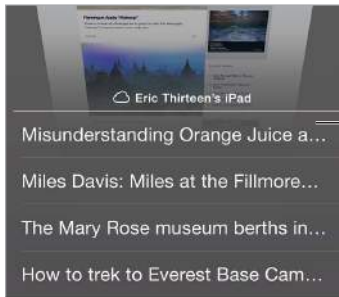 Eric Thirteen's iPad
Misunderstanding Orange Juice a...
Miles Davis: Miles at the Fillmore...
The Mary Rose museum berths in...
How to trek to Everest Base Cam...